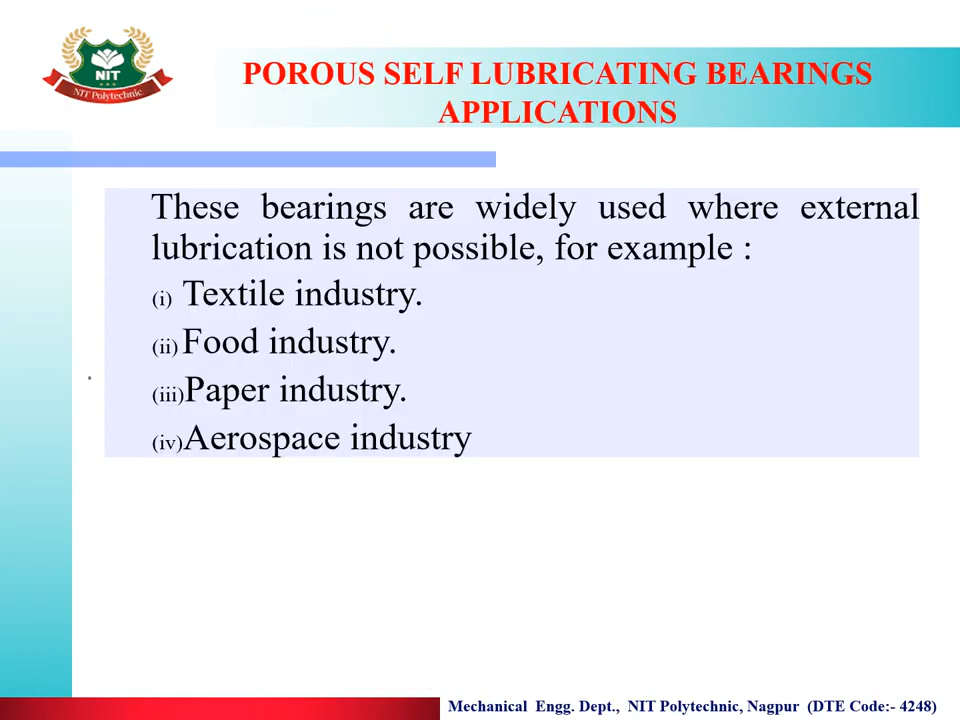 NIT
NIT Polytechnic
POROUS SELF LUBRICATING BEARINGS
APPLICATIONS
These bearings are widely used where external
lubrication is not possible, for example :
(i) Textile industry.
(ii) Food industry.
(iii)Paper industry.
(iv)Aerospace industry
Mechanical Engg. Dept., NIT Polytechnic, Nagpur (DTE Code:- 4248)